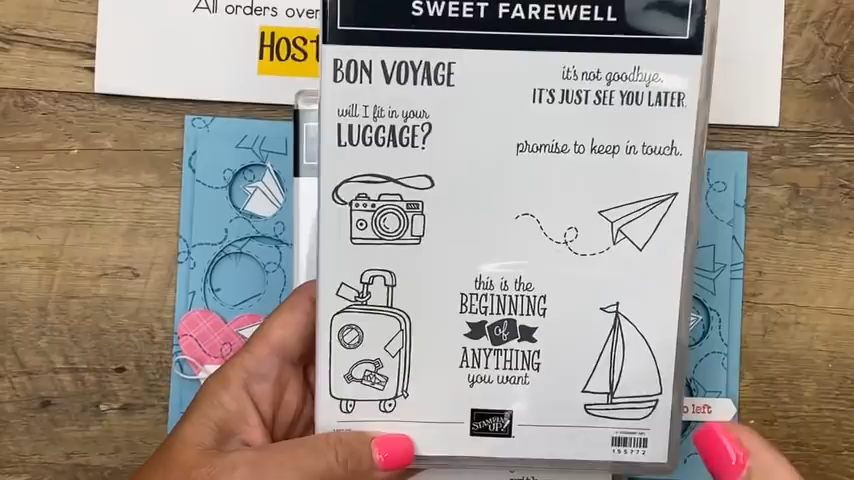 All orders over
HOST
SWEET FAREWELL
BON VOYAGE
it's not goodbye,
IT'S JUST SEE YOU LATER.
will I fit in your
LUGGAGE?
promise to keep in touch.
this is the
BEGINNING
of
ANYTHING
you want
STAMPIN' UP!
155772
o left